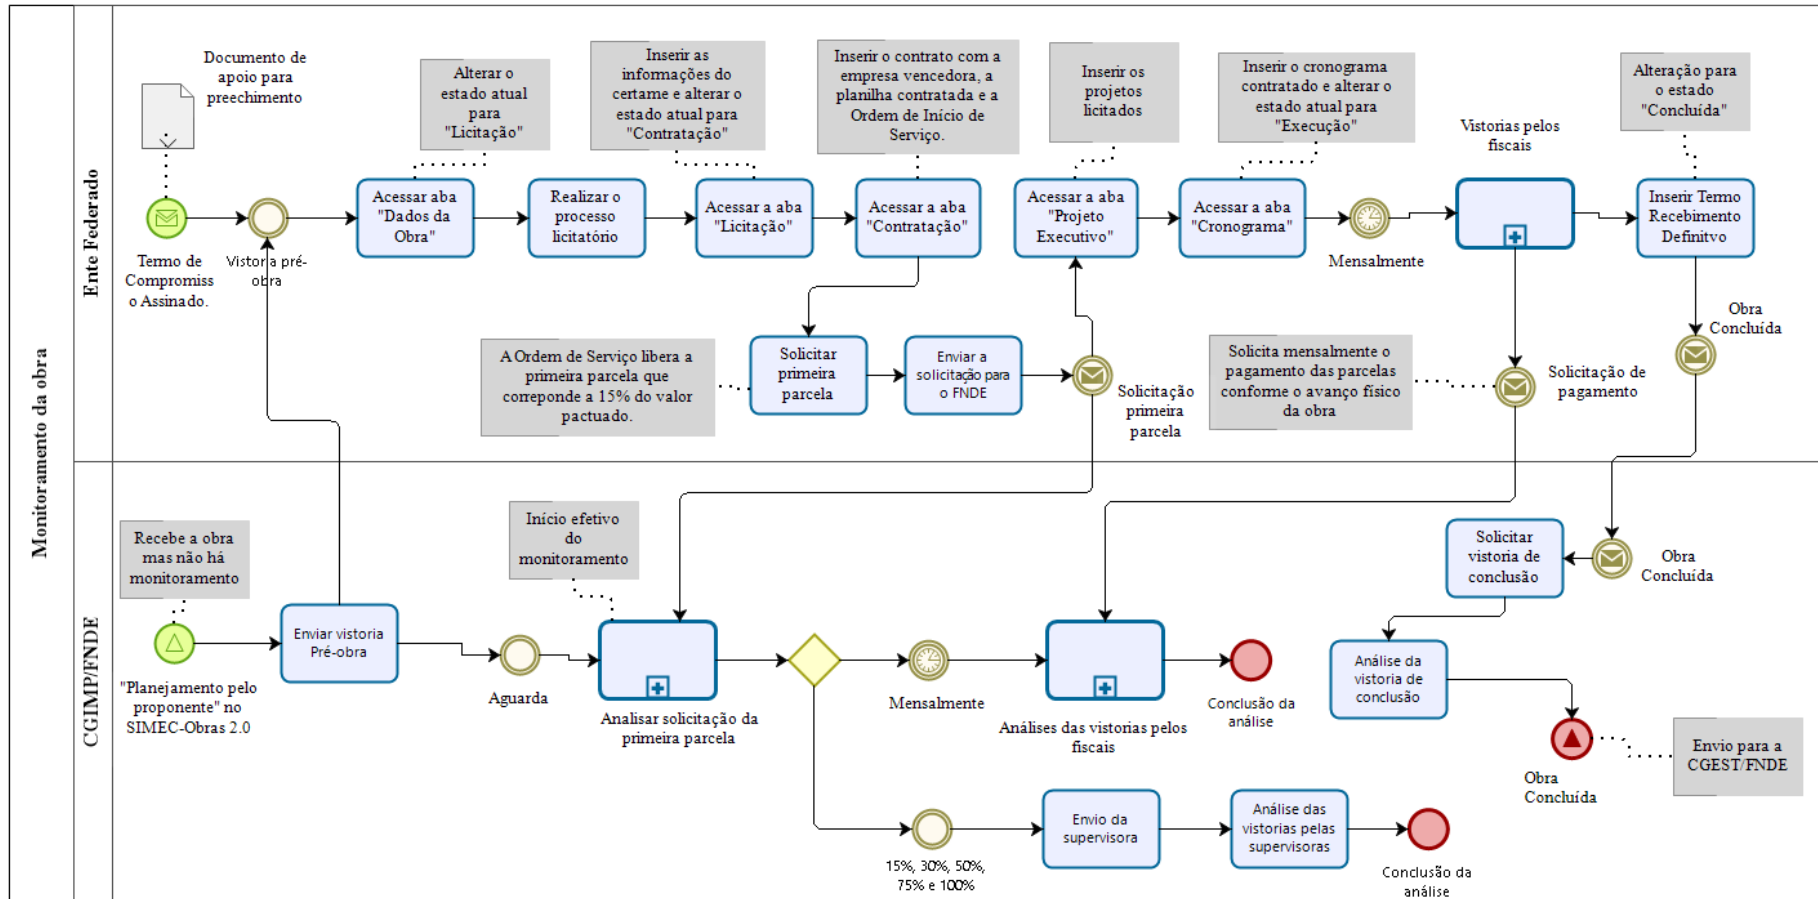 Monitoramento da obra
Ente Federado
Documento de
apoio para
preechimento
Alterar o
estado atual
para
"Licitação"
Inserir as
informações do
certame e alterar o
estado atual para
"Contratação"
Inserir o contrato com a
empresa vencedora, a
planilha contratada e a
Ordem de Início de
Serviço.
Inserir os
projetos
licitados
Inserir o cronograma
contratado e alterar o
estado atual para
"Execução"
Vistorias pelos
fiscais
Alteração para
o estado
"Concluída"
Termo de
Compromiss
o Assinado.
Vistoria pré-
obra
Acessar aba
"Dados da
Obra"
Realizar o
processo
licitatório
Acessar a aba
"Licitação"
Acessar a aba
"Contratação"
Acessar a aba
"Projeto
Executivo"
Acessar a aba
"Cronograma"
Mensalmente
Inserir Termo
Recebimento
Definitvo
Obra
Concluída
A Ordem de Serviço libera a
primeira parcela que
correponde a 15% do valor
pactuado.
Solicitar
primeira
parcela
Enviar a
solicitação para
o FNDE
Solicitação
primeira
parcela
Solicita mensalmente o
pagamento das parcelas
conforme o avanço físico
da obra
Solicitação de
pagamento
CGIMP/FNDE
Recebe a obra
mas não há
monitoramento
"Planejamento pelo
proponente" no
SIMEC-Obras 2.0
Enviar vistoria
Pré-obra
Aguarda
Início efetivo
do
monitoramento
Analisar solicitação da
primeira parcela
Mensalmente
Análises das vistorias pelos
fiscais
Conclusão da
análise
Solicitar
vistoria de
conclusão
Obra
Concluída
Análise da
vistoria de
conclusão
Obra
Concluída
Envio para a
CGEST/FNDE
15%, 30%, 50%,
75% e 100%
Envio da
supervisora
Análise das
vistorias pelas
supervisoras
Conclusão da
análise